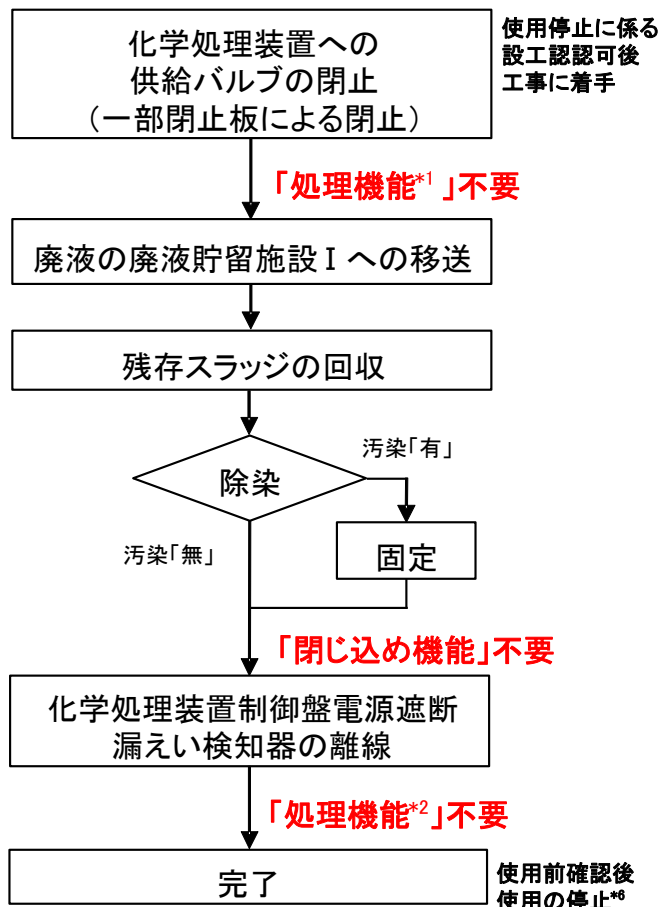 化学処理装置への
供給バルブの閉止
（一部閉止板による閉止）
使用停止に係る
設工認認可後
工事に着手
「処理機能*1」不要
廃液の廃液貯留施設Ⅰへの移送
残存スラッジの回収
除染
汚染「有」
固定
汚染「無」
「閉じ込め機能」不要
化学処理装置制御盤電源遮断
漏えい検知器の離線
「処理機能*2」不要
完了
使用前確認後
使用の停止*6